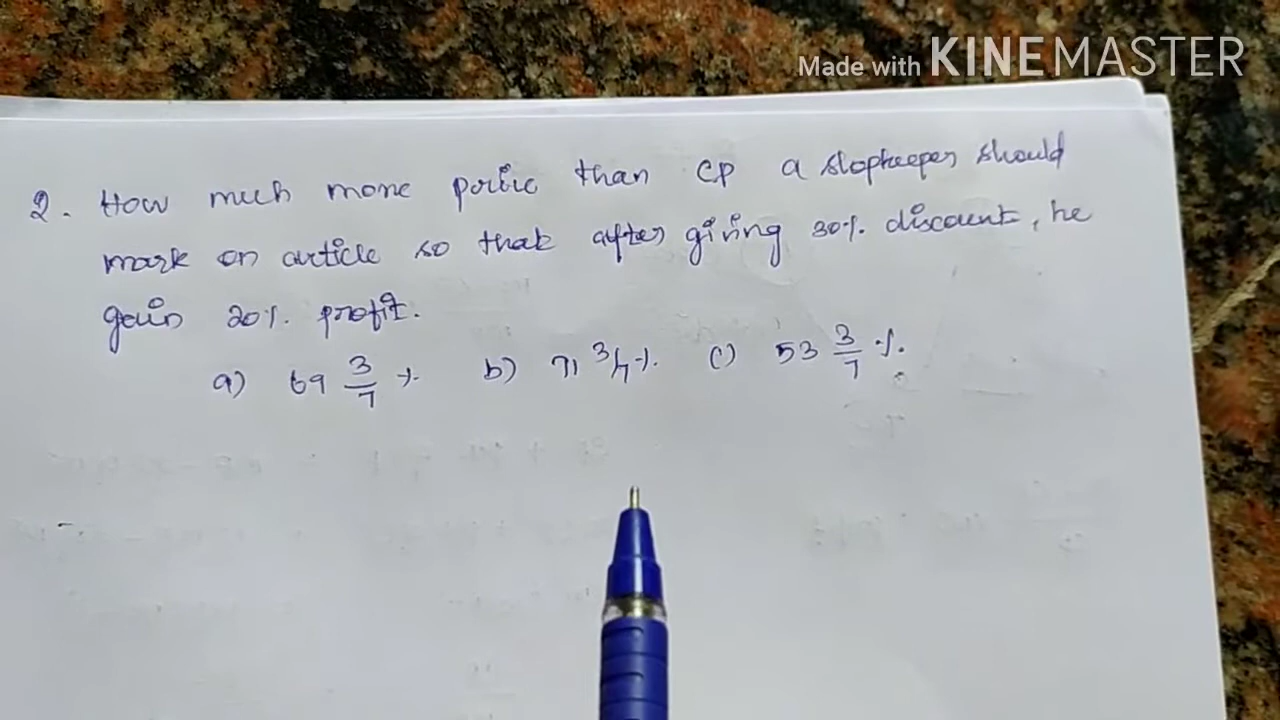 Made with KINEMASTER
2. How much more price than CP a slopkeeper should
mark on article so that after giving 30%. discount, he
gain 20%. profit.
a) 69 3/7 % b) 71 3/7 %. (c) 53 3/7 %.